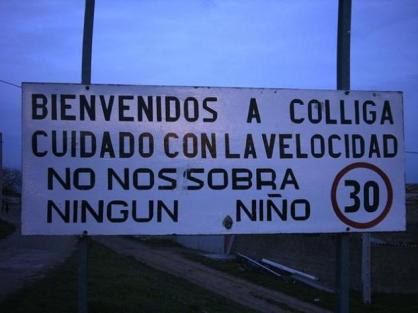 BIENVENIDOS A COLLIGA
CUIDADO CON LA VELOCIDAD
NO NOS SOBRA
NINGUN NIÑO
30